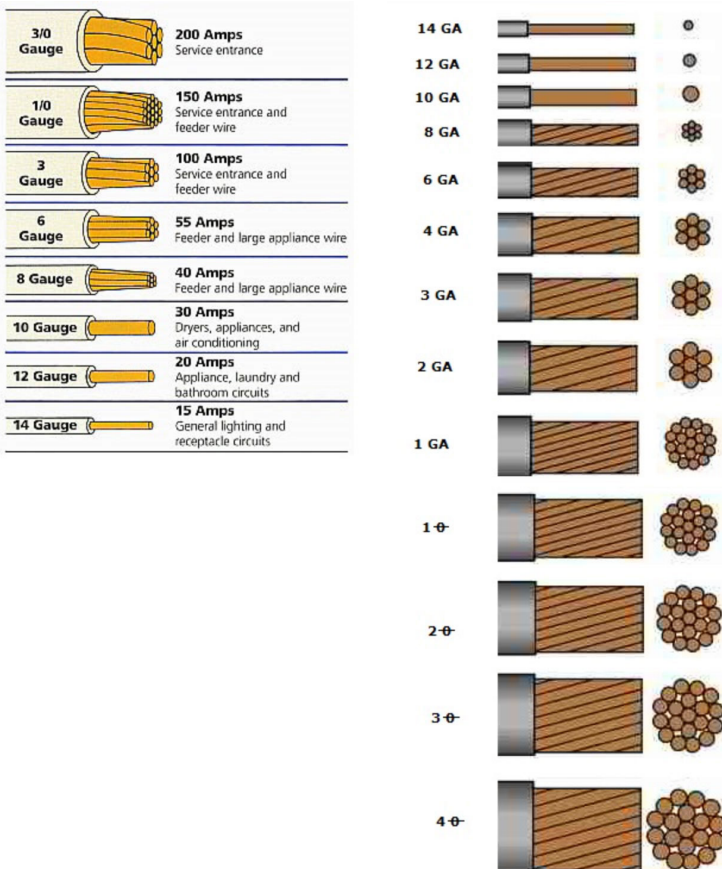 3/0
Gauge
200 Amps
Service entrance
1/0
Gauge
150 Amps
Service entrance and
feeder wire
3
Gauge
100 Amps
Service entrance and
feeder wire
6
Gauge
55 Amps
Feeder and large appliance wire
8 Gauge
40 Amps
Feeder and large appliance wire
10 Gauge
30 Amps
Dryers, appliances, and
air conditioning
12 Gauge
20 Amps
Appliance, laundry and
bathroom circuits
14 Gauge
15 Amps
General lighting and
receptacle circuits
14 GA
12 GA
10 GA
8 GA
6 GA
4 GA
3 GA
2 GA
1 GA
1 0
2 0
3 0
4 0